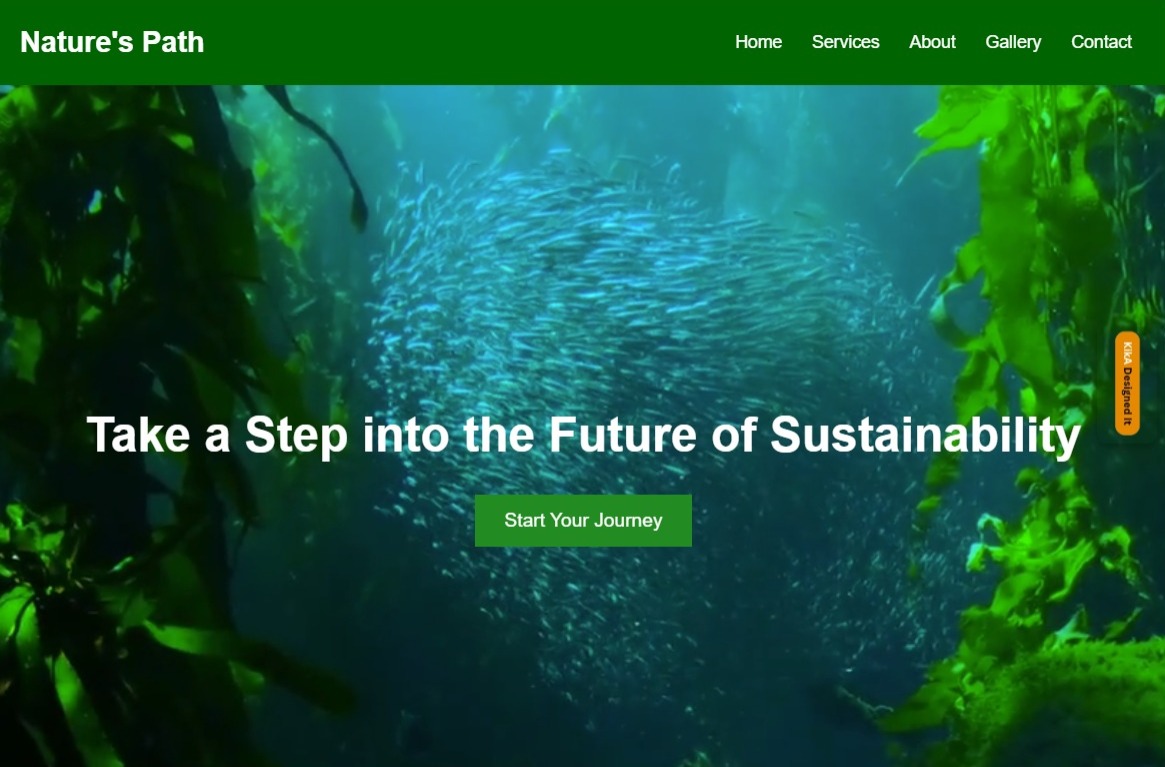 Nature's Path
Home
Services
About
Gallery
Contact
Take a Step into the Future of Sustainability
Start Your Journey
KikA Designed It